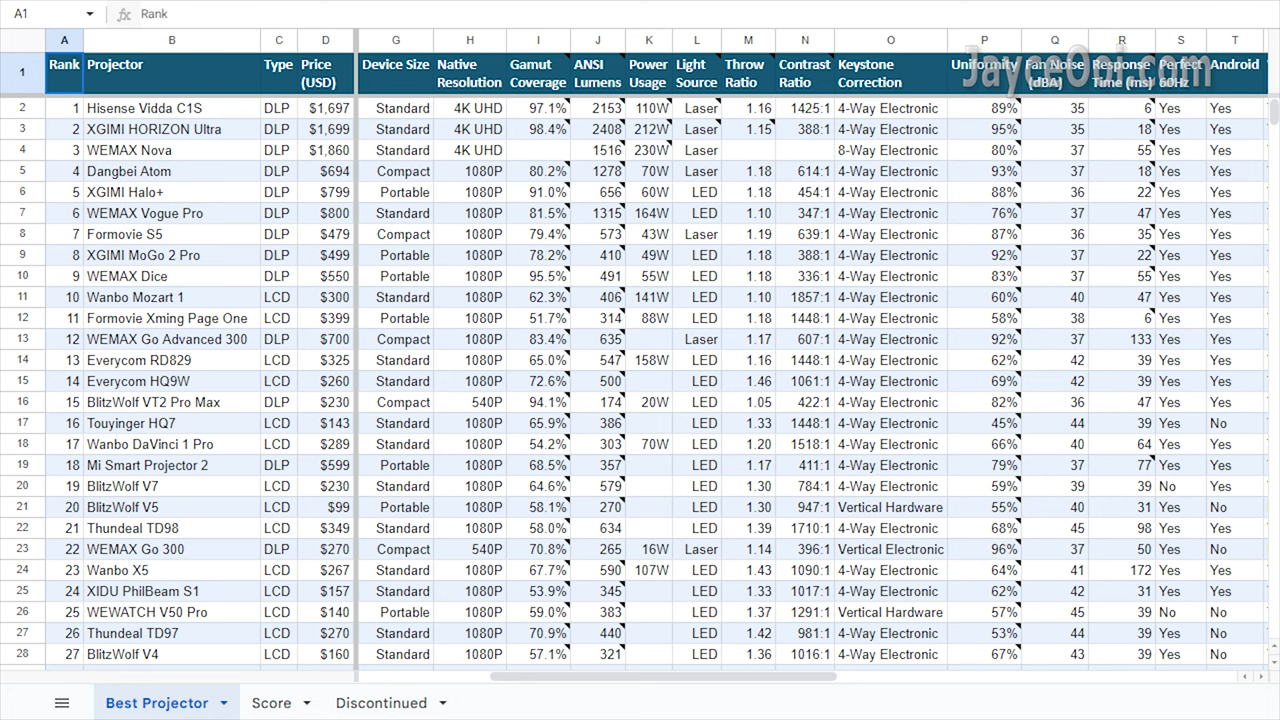 A1 fx Rank
A B C D G H I J K L M N O P Q R S T
1 Rank Projector Type Price (USD) Device Size Native Resolution Gamut Coverage ANSI Lumens Power Usage Light Source Throw Ratio Contrast Ratio Keystone Correction Uniformity Fan Noise (dBA) Response Time (ms) Perfect 60Hz Android
2 1 Hisense Vidda C1S DLP $1,697 Standard 4K UHD 97.1% 2153 110W Laser 1.16 1425:1 4-Way Electronic 89% 35 6 Yes Yes
3 2 XGIMI HORIZON Ultra DLP $1,699 Standard 4K UHD 98.4% 2408 212W Laser 1.15 388:1 4-Way Electronic 95% 35 18 Yes Yes
4 3 WEMAX Nova DLP $1,860 Standard 4K UHD 1516 230W Laser 8-Way Electronic 80% 37 55 Yes Yes
5 4 Dangbei Atom DLP $694 Compact 1080P 80.2% 1278 70W Laser 1.18 614:1 4-Way Electronic 93% 37 18 Yes Yes
6 5 XGIMI Halo+ DLP $799 Portable 1080P 91.0% 656 60W LED 1.18 454:1 4-Way Electronic 88% 36 22 Yes Yes
7 6 WEMAX Vogue Pro DLP $800 Standard 1080P 81.5% 1315 164W LED 1.10 347:1 4-Way Electronic 76% 37 47 Yes Yes
8 7 Formovie S5 DLP $479 Compact 1080P 79.4% 573 43W Laser 1.19 639:1 4-Way Electronic 87% 36 35 Yes Yes
9 8 XGIMI MoGo 2 Pro DLP $499 Portable 1080P 78.2% 410 49W LED 1.18 388:1 4-Way Electronic 92% 37 22 Yes Yes
10 9 WEMAX Dice DLP $550 Portable 1080P 95.5% 491 55W LED 1.18 336:1 4-Way Electronic 83% 37 55 Yes Yes
11 10 Wanbo Mozart 1 LCD $300 Standard 1080P 62.3% 406 141W LED 1.10 1857:1 4-Way Electronic 60% 40 47 Yes Yes
12 11 Formovie Xming Page One LCD $399 Portable 1080P 51.7% 314 88W LED 1.18 1448:1 4-Way Electronic 58% 38 6 Yes Yes
13 12 WEMAX Go Advanced 300 DLP $700 Compact 1080P 83.4% 635 Laser 1.17 607:1 4-Way Electronic 92% 37 133 Yes Yes
14 13 Everycom RD829 LCD $325 Standard 1080P 65.0% 547 158W LED 1.16 1448:1 4-Way Electronic 62% 42 39 Yes Yes
15 14 Everycom HQ9W LCD $260 Standard 1080P 72.6% 500 LED 1.46 1061:1 4-Way Electronic 69% 42 39 Yes Yes
16 15 BlitzWolf VT2 Pro Max DLP $230 Compact 540P 94.1% 174 20W LED 1.05 422:1 4-Way Electronic 82% 36 47 Yes Yes
17 16 Touyinger HQ7 LCD $143 Standard 1080P 65.9% 386 LED 1.33 1448:1 4-Way Electronic 45% 44 39 Yes No
18 17 Wanbo DaVinci 1 Pro LCD $289 Standard 1080P 54.2% 303 70W LED 1.20 1518:1 4-Way Electronic 66% 40 64 Yes Yes
19 18 Mi Smart Projector 2 DLP $599 Portable 1080P 68.5% 357 LED 1.17 411:1 4-Way Electronic 79% 37 77 Yes Yes
20 19 BlitzWolf V7 LCD $230 Standard 1080P 64.6% 579 LED 1.30 784:1 4-Way Electronic 59% 39 39 No Yes
21 20 BlitzWolf V5 LCD $99 Portable 1080P 58.1% 270 LED 1.30 947:1 Vertical Hardware 55% 40 31 Yes No
22 21 Thundeal TD98 LCD $349 Standard 1080P 58.0% 634 LED 1.39 1710:1 4-Way Electronic 68% 45 98 Yes Yes
23 22 WEMAX Go 300 DLP $270 Compact 540P 70.8% 265 16W Laser 1.14 396:1 Vertical Electronic 96% 37 50 Yes No
24 23 Wanbo X5 LCD $267 Standard 1080P 67.7% 590 107W LED 1.43 1090:1 4-Way Electronic 64% 41 172 Yes Yes
25 24 XIDU PhilBeam S1 LCD $157 Standard 1080P 53.9% 345 LED 1.33 1017:1 4-Way Electronic 62% 42 31 Yes Yes
26 25 WEWATCH V50 Pro LCD $140 Portable 1080P 59.0% 383 LED 1.37 1291:1 Vertical Hardware 57% 45 39 No No
27 26 Thundeal TD97 LCD $270 Standard 1080P 70.9% 440 LED 1.42 981:1 4-Way Electronic 53% 44 39 Yes No
28 27 BlitzWolf V4 LCD $160 Standard 1080P 57.1% 321 LED 1.36 1016:1 4-Way Electronic 67% 43 39 Yes No
Best Projector Score Discontinued